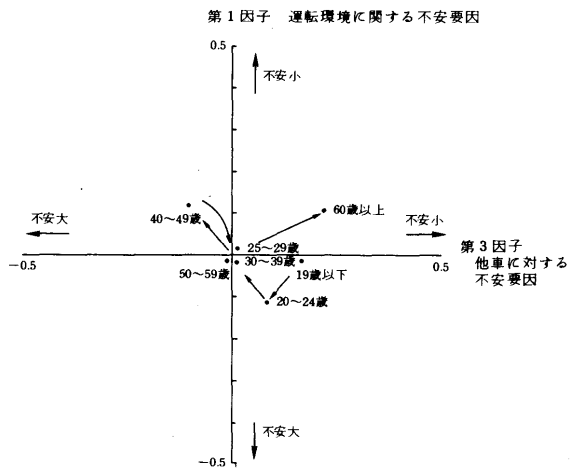 第1因子 運転環境に関する不安要因
0.5
不安小
60歳以上
40~49歳
不安大
不安小
25~29歳
第3因子
-0.5
30~39歳
0.5
50~59歳
19歳以下
他車に対する
不安要因
20~24歳
不安大
-0.5